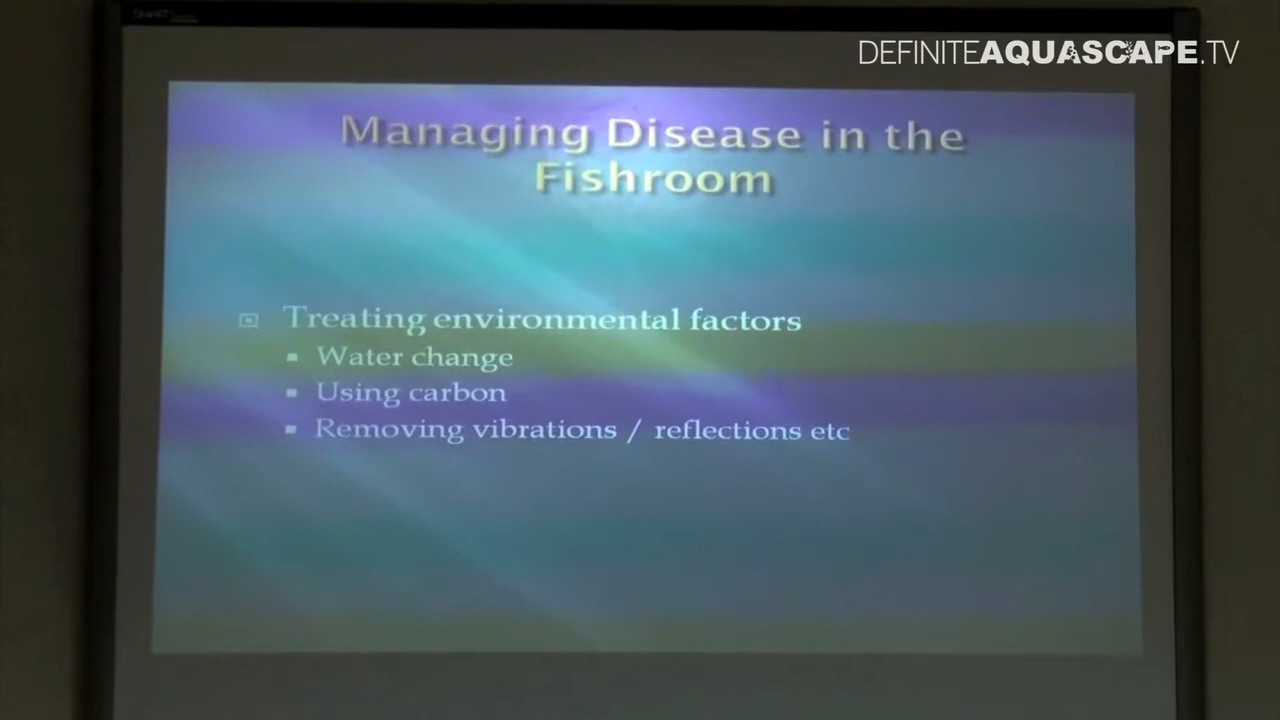 DEFINITEAQUASCAPE.TV
Managing Disease in the
Fishroom
Treating environmental factors
Water change
Using carbon
Removing vibrations / reflections etc